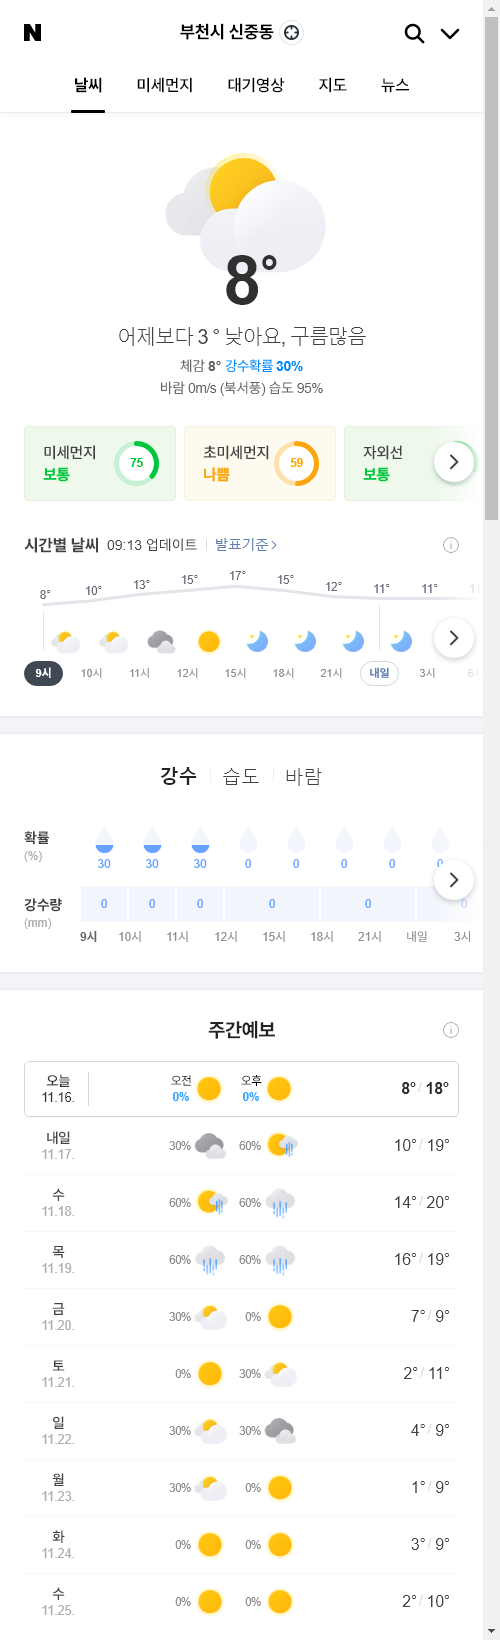 N
부천시 신중동
날씨 미세먼지 대기영상 지도 뉴스
8°
어제보다 3 ° 낮아요, 구름많음
체감 8° 강수확률 30%
바람 0m/s (북서풍) 습도 95%
미세먼지 보통 75
초미세먼지 나쁨 59
자외선 보통
시간별 날씨 09:13 업데이트 발표기준
8° 10° 13° 15° 17° 15° 12° 11° 11° 11
9시 10시 11시 12시 15시 18시 21시 내일 3시
강수 습도 바람
확률 (%)
30 30 30 0 0 0 0 0
강수량 (mm)
0 0 0 0 0 0
9시 10시 11시 12시 15시 18시 21시 내일 3시
주간예보
오늘 11.16. 오전 0% 오후 0% 8° / 18°
내일 11.17. 30% 60% 10° / 19°
수 11.18. 60% 60% 14° / 20°
목 11.19. 60% 60% 16° / 19°
금 11.20. 30% 0% 7° / 9°
토 11.21. 0% 30% 2° / 11°
일 11.22. 30% 30% 4° / 9°
월 11.23. 30% 0% 1° / 9°
화 11.24. 0% 0% 3° / 9°
수 11.25. 0% 0% 2° / 10°